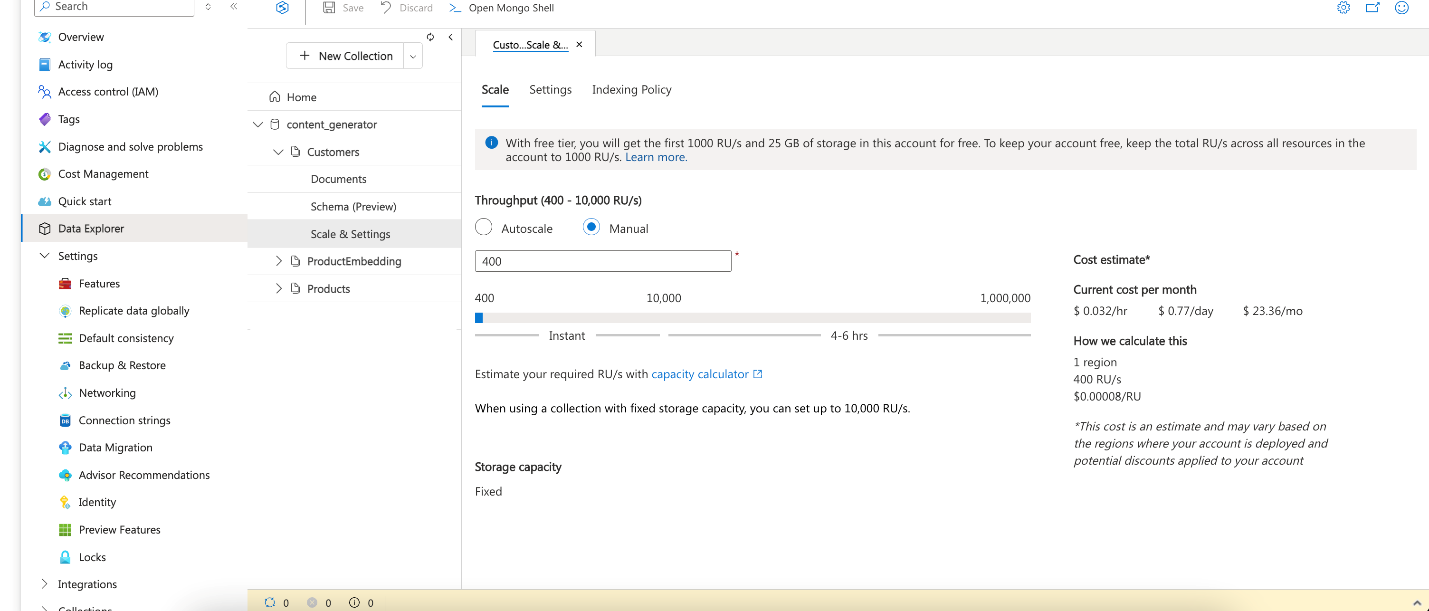 Search
Save
Discard
Open Mongo Shell
Overview
Activity log
Access control (IAM)
Tags
Diagnose and solve problems
Cost Management
Quick start
Data Explorer
Settings
Features
Replicate data globally
Default consistency
Backup & Restore
Networking
Connection strings
Data Migration
Advisor Recommendations
Identity
Preview Features
Locks
Integrations
Collections
+ New Collection
Home
content_generator
Customers
Documents
Schema (Preview)
Scale & Settings
ProductEmbedding
Products
Custo...Scale &...
Scale
Settings
Indexing Policy
With free tier, you will get the first 1000 RU/s and 25 GB of storage in this account for free. To keep your account free, keep the total RU/s across all resources in the
account to 1000 RU/s. Learn more.
Throughput (400 - 10,000 RU/s)
Autoscale
Manual
400 *
400
10,000
1,000,000
Instant
4-6 hrs
Estimate your required RU/s with capacity calculator
When using a collection with fixed storage capacity, you can set up to 10,000 RU/s.
Storage capacity
Fixed
Cost estimate*
Current cost per month
$ 0.032/hr $ 0.77/day $ 23.36/mo
How we calculate this
1 region
400 RU/s
$0.00008/RU
*This cost is an estimate and may vary based on
the regions where your account is deployed and
potential discounts applied to your account
0 0 0